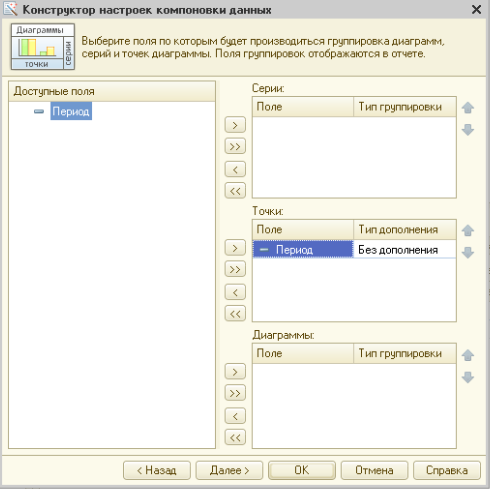 Конструктор настроек компоновки данных
Диаграммы
точки
серии
Выберите поля по которым будет производиться группировка диаграмм,
серий и точек диаграммы. Поля группировок отображаются в отчете.
Доступные поля
Период
Серии:
Поле Тип группировки
>
>>
<
<<
Точки:
Поле Тип дополнения
Период Без дополнения
>
>>
<
<<
Диаграммы:
Поле Тип группировки
>
>>
<
<<
< Назад Далее > OK Отмена Справка